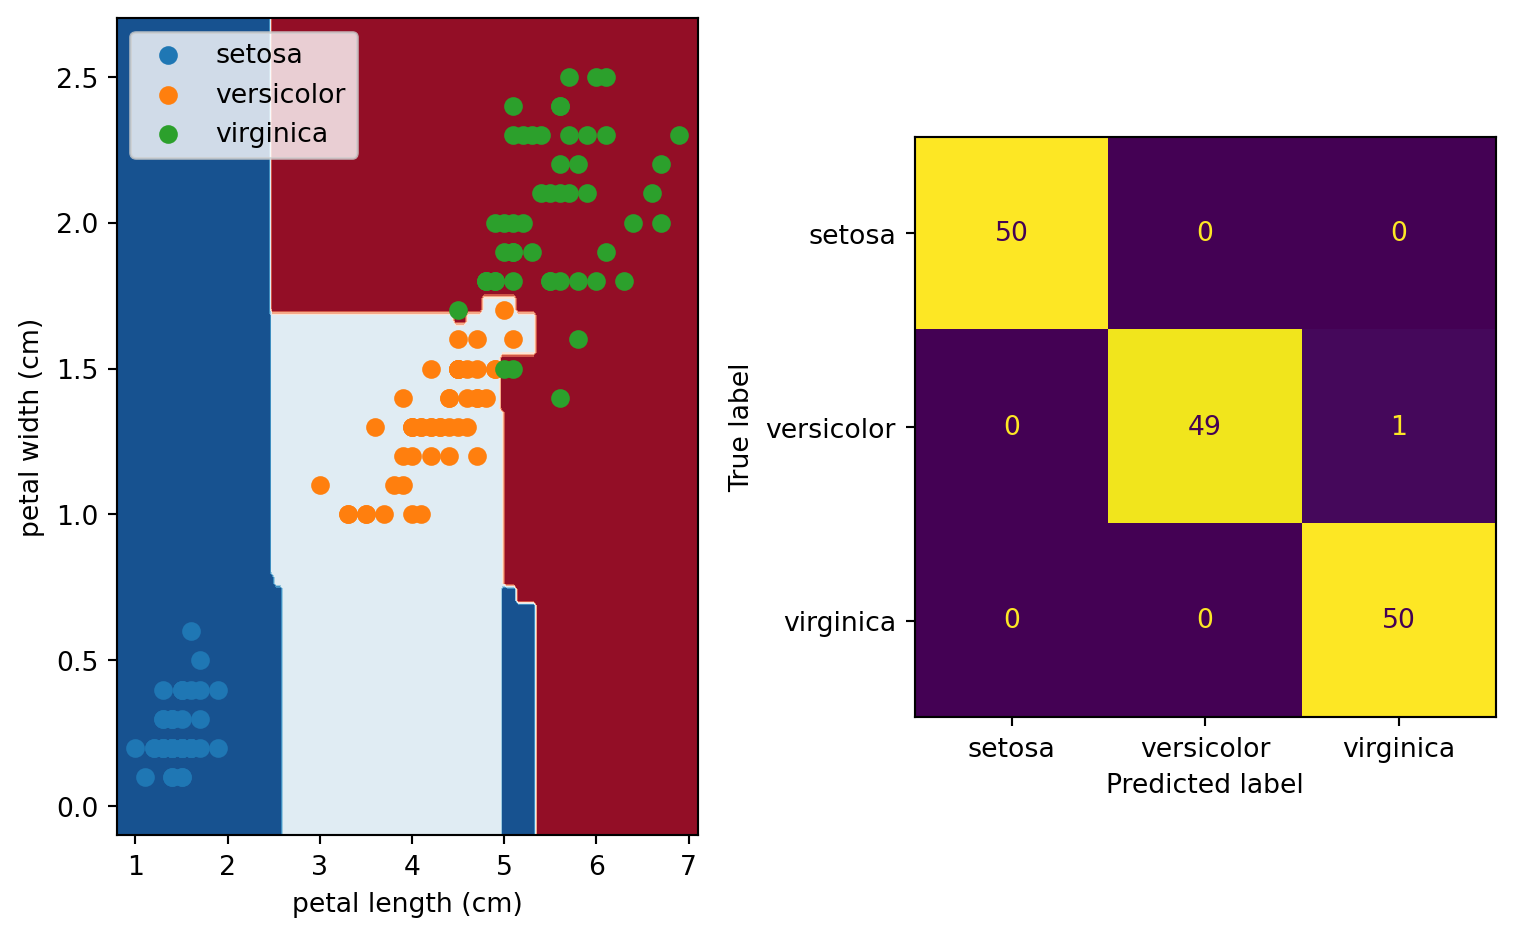 setosa
versicolor
virginica
2.5
2.0
1.5
1.0
0.5
0.0
petal width (cm)
1 2 3 4 5 6 7
petal length (cm)
setosa 50 0 0
versicolor 0 49 1
virginica 0 0 50
True label
setosa versicolor virginica
Predicted label